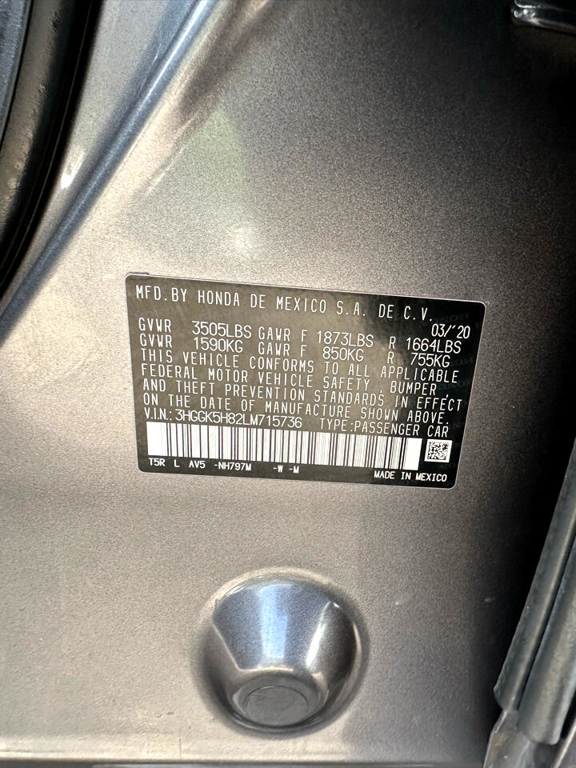 MFD.BY HONDA DE MEXICO S.A. DE C.V.
03/'20
GVWR 3505LBS GAWR F 1873LBS R 1664LBS
GVWR 1590KG GAWR F 850KG R 755KG
THIS VEHICLE CONFORMS TO ALL APPLICABLE
FEDERAL MOTOR VEHICLE SAFETY, BUMPER,
AND THEFT PREVENTION STANDARDS IN EFFECT
ON THE DATE OF MANUFACTURE SHOWN ABOVE.
V.I.N.: 3HGGK5H82LM715736 TYPE:PASSENGER CAR
T5R L AV5 -NH797M -W -M MADE IN MEXICO